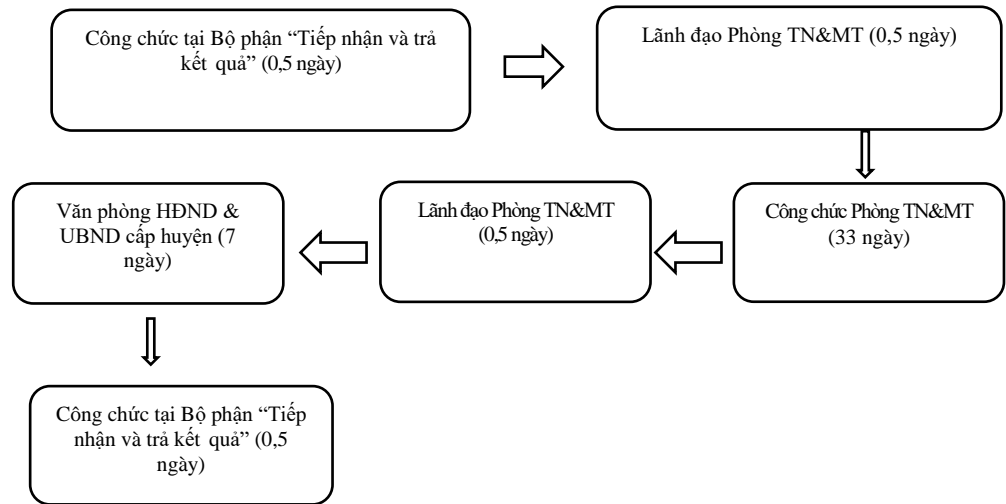 Công chức tại Bộ phận “Tiếp nhận và trả
kết quả” (0,5 ngày)
Lãnh đạo Phòng TN&MT (0,5 ngày)
Công chức Phòng TN&MT
(33 ngày)
Lãnh đạo Phòng TN&MT
(0,5 ngày)
Văn phòng HĐND &
UBND cấp huyện (7
ngày)
Công chức tại Bộ phận “Tiếp
nhận và trả kết quả” (0,5
ngày)